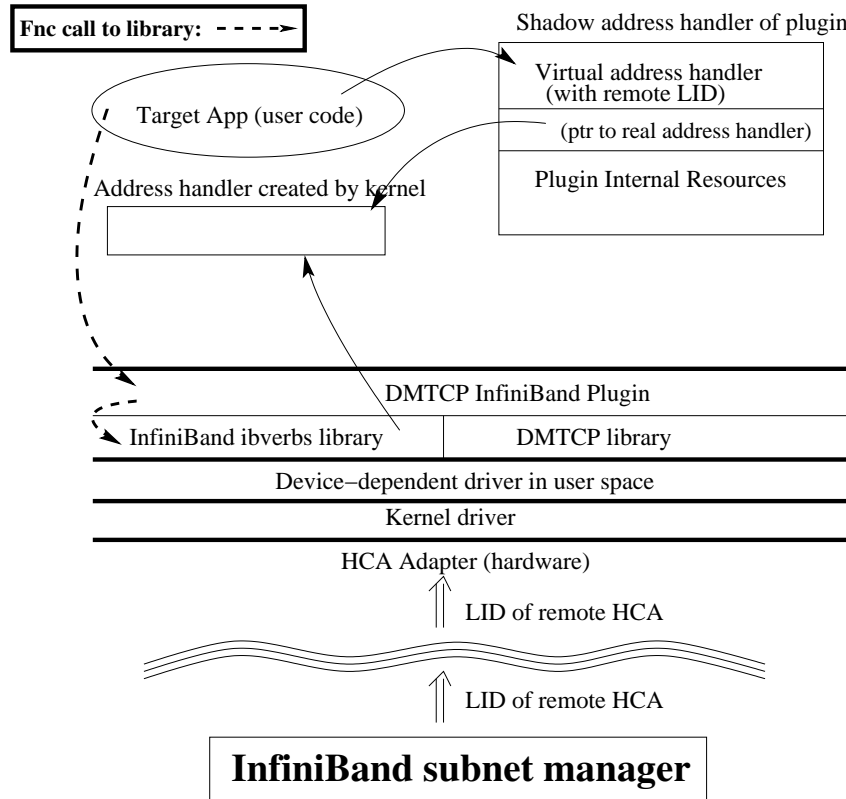 Fnc call to library:
Shadow address handler of plugin
Virtual address handler
(with remote LID)
Target App (user code)
(ptr to real address handler)
Plugin Internal Resources
Address handler created by kernel
DMTCP InfiniBand Plugin
InfiniBand ibverbs library
DMTCP library
Device−dependent driver in user space
Kernel driver
HCA Adapter (hardware)
LID of remote HCA
LID of remote HCA
InfiniBand subnet manager